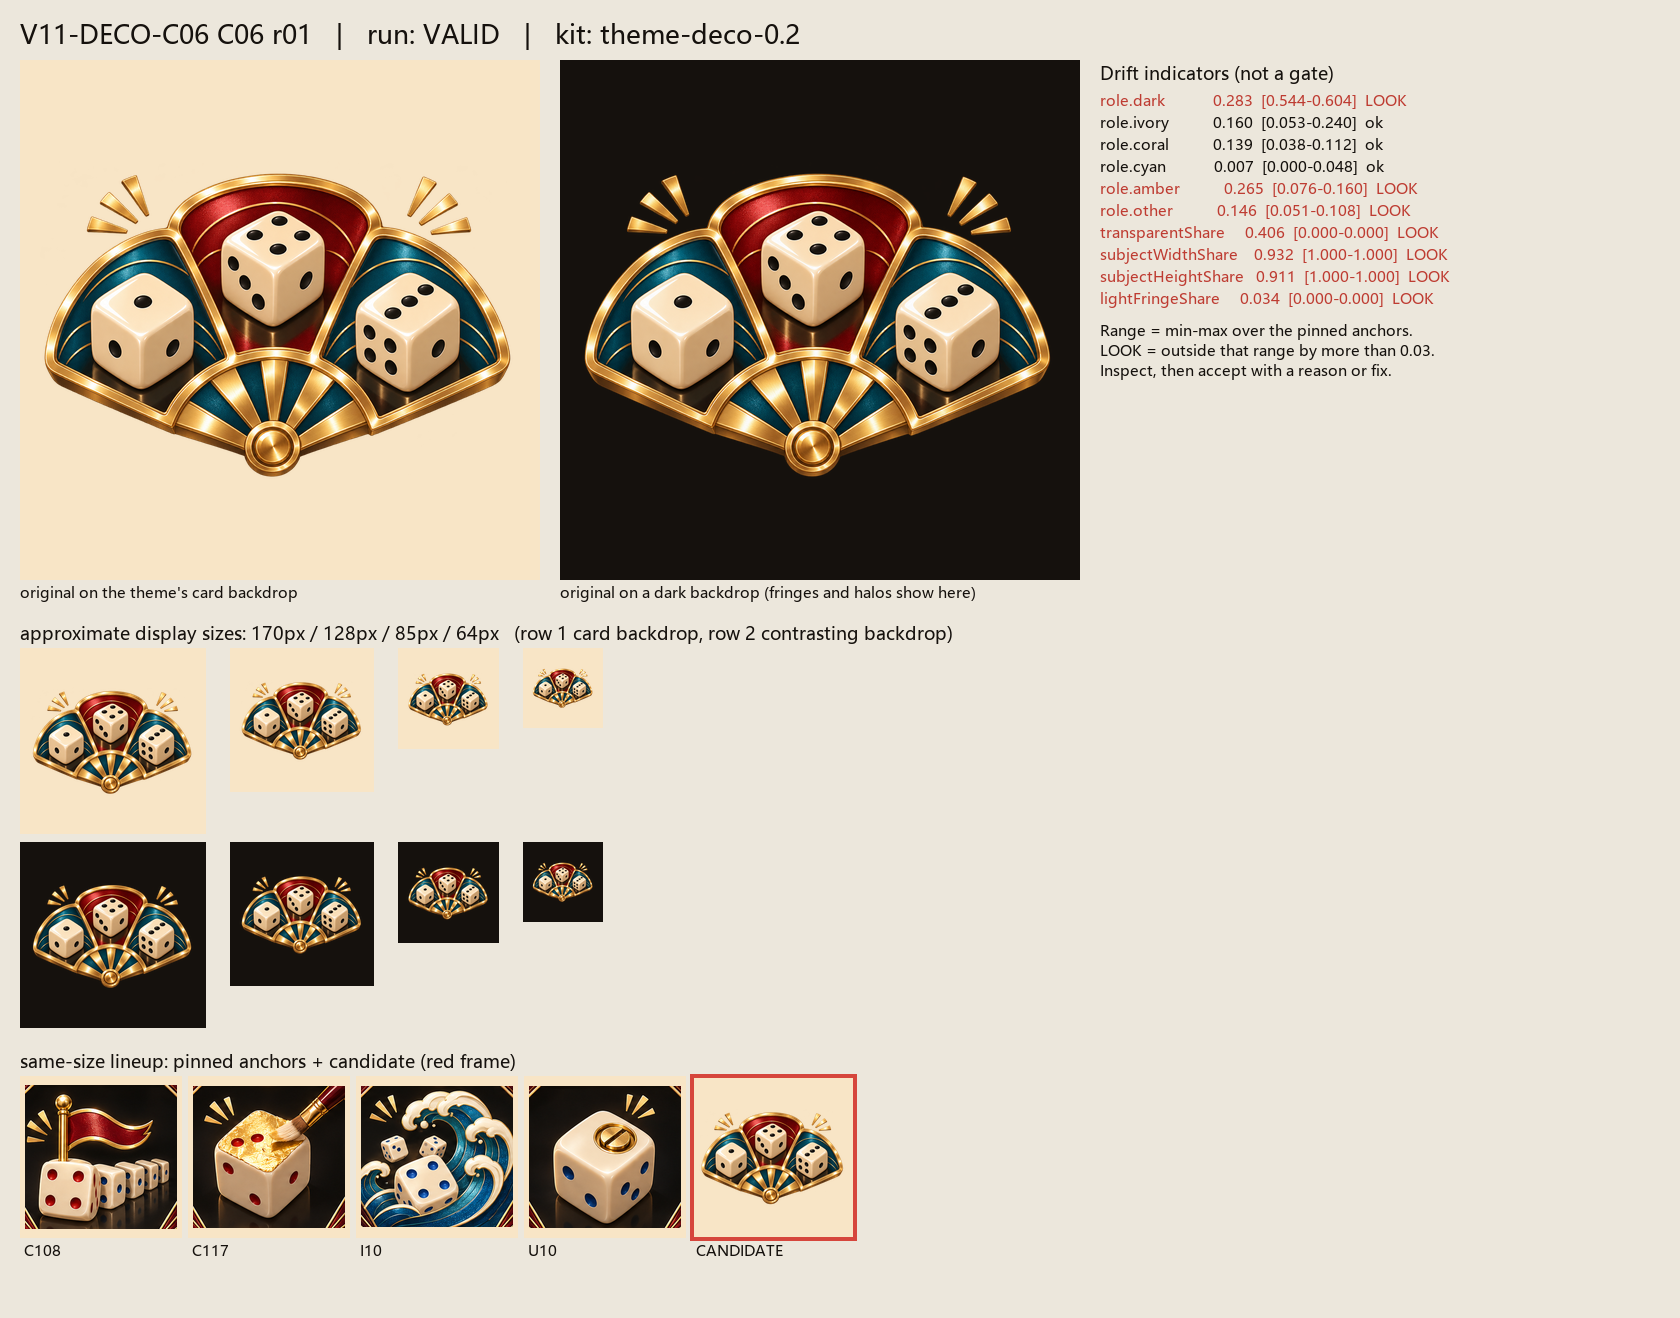 V11-DECO-C06 C06 r01 | run: VALID | kit: theme-deco-0.2
Drift indicators (not a gate)
role.dark 0.283 [0.544-0.604] LOOK
role.ivory 0.160 [0.053-0.240] ok
role.coral 0.139 [0.038-0.112] ok
role.cyan 0.007 [0.000-0.048] ok
role.amber 0.265 [0.076-0.160] LOOK
role.other 0.146 [0.051-0.108] LOOK
transparentShare 0.406 [0.000-0.000] LOOK
subjectWidthShare 0.932 [1.000-1.000] LOOK
subjectHeightShare 0.911 [1.000-1.000] LOOK
lightFringeShare 0.034 [0.000-0.000] LOOK
Range = min-max over the pinned anchors.
LOOK = outside that range by more than 0.03.
Inspect, then accept with a reason or fix.
original on the theme's card backdrop
original on a dark backdrop (fringes and halos show here)
approximate display sizes: 170px / 128px / 85px / 64px (row 1 card backdrop, row 2 contrasting backdrop)
same-size lineup: pinned anchors + candidate (red frame)
C108
C117
I10
U10
CANDIDATE